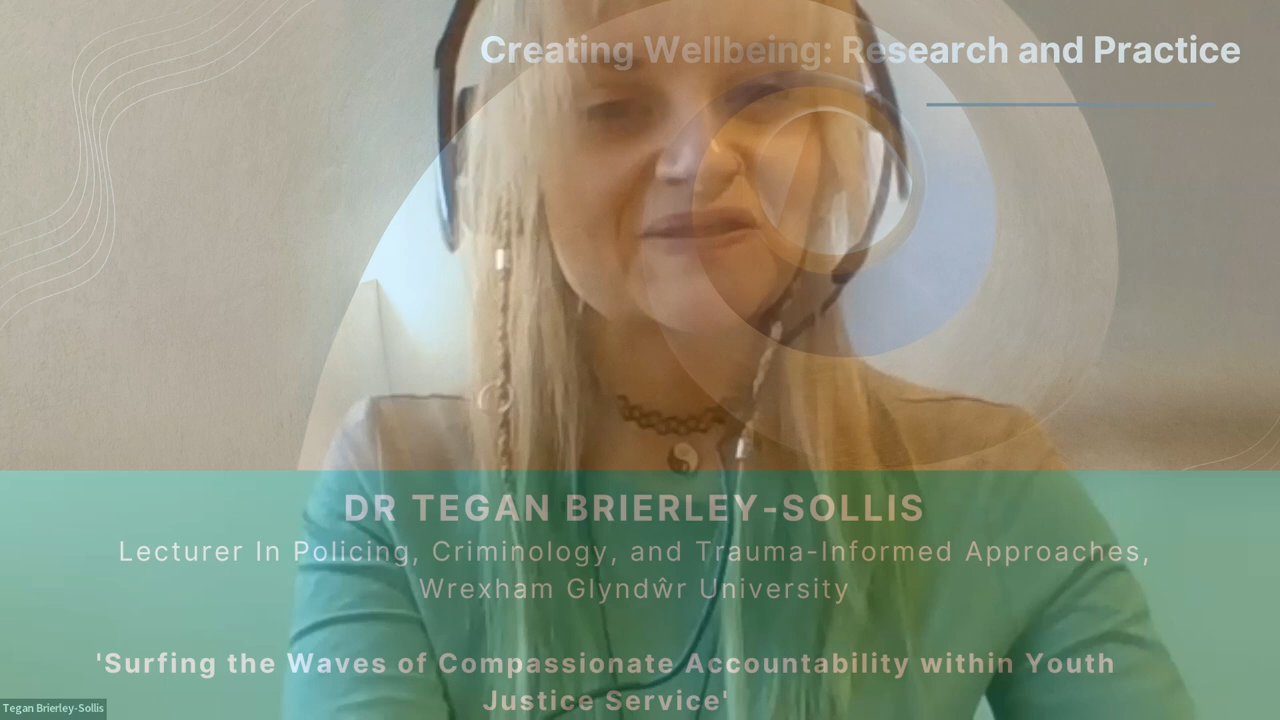 Creating Wellbeing: Research and Practice
DR TEGAN BRIERLEY-SOLLIS
Lecturer In Policing, Criminology, and Trauma-Informed Approaches,
Wrexham Glyndŵr University
'Surfing the Waves of Compassionate Accountability within Youth
Justice Service'
Tegan Brierley-Sollis